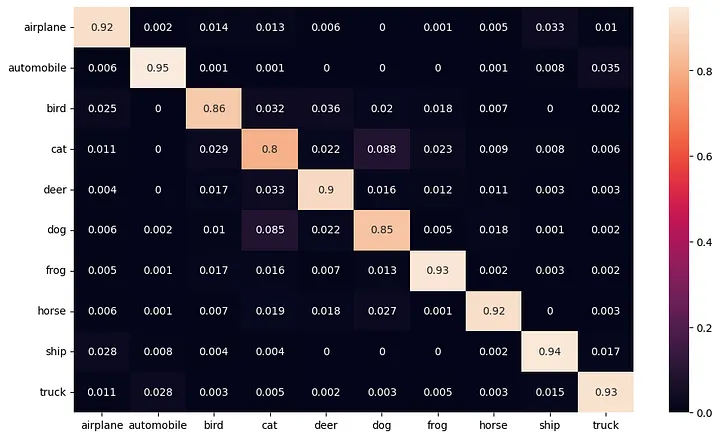 airplane 0.92 0.002 0.014 0.013 0.006 0 0.001 0.005 0.033 0.01
automobile 0.006 0.95 0.001 0.001 0 0 0 0.001 0.008 0.035
bird 0.025 0 0.86 0.032 0.036 0.02 0.018 0.007 0 0.002
cat 0.011 0 0.029 0.8 0.022 0.088 0.023 0.009 0.008 0.006
deer 0.004 0 0.017 0.033 0.9 0.016 0.012 0.011 0.003 0.003
dog 0.006 0.002 0.01 0.085 0.022 0.85 0.005 0.018 0.001 0.002
frog 0.005 0.001 0.017 0.016 0.007 0.013 0.93 0.002 0.003 0.002
horse 0.006 0.001 0.007 0.019 0.018 0.027 0.001 0.92 0 0.003
ship 0.028 0.008 0.004 0.004 0 0 0 0.002 0.94 0.017
truck 0.011 0.028 0.003 0.005 0.002 0.003 0.005 0.003 0.015 0.93
airplane automobile bird cat deer dog frog horse ship truck
0.8
0.6
0.4
0.2
0.0